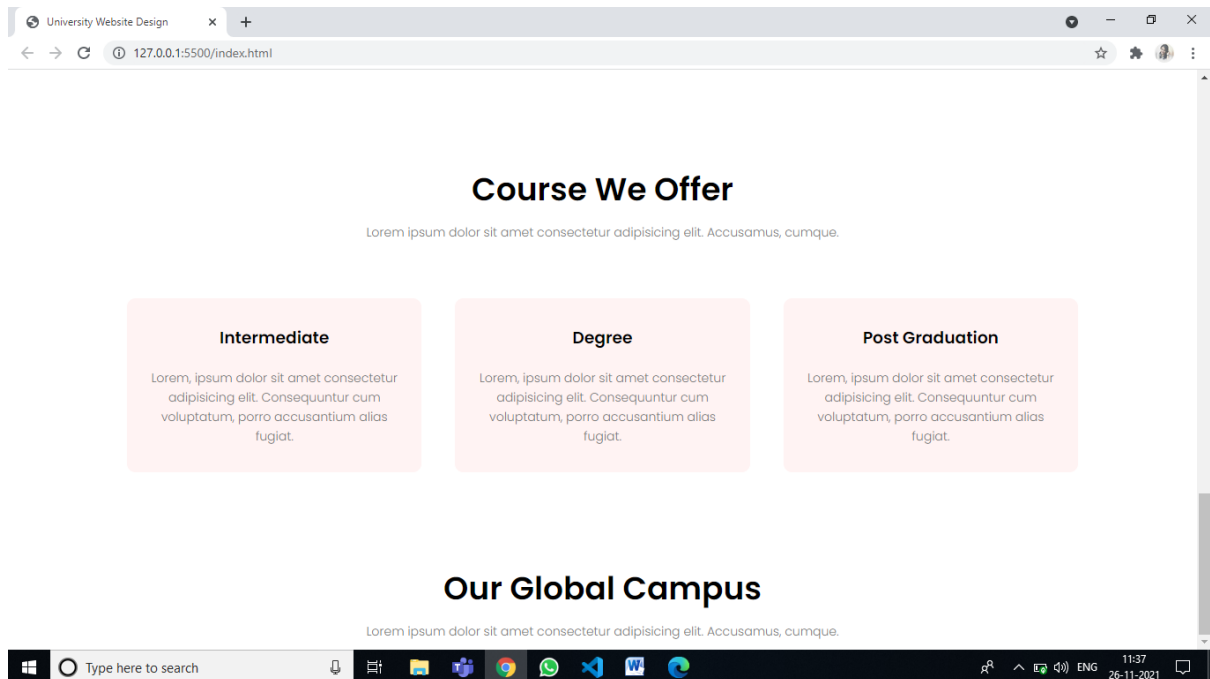 University Website Design
127.0.0.1:5500/index.html
Course We Offer
Lorem ipsum dolor sit amet consectetur adipisicing elit. Accusamus, cumque.
Intermediate
Lorem, ipsum dolor sit amet consectetur
adipisicing elit. Consequuntur cum
voluptatum, porro accusantium alias
fugiat.
Degree
Lorem, ipsum dolor sit amet consectetur
adipisicing elit. Consequuntur cum
voluptatum, porro accusantium alias
fugiat.
Post Graduation
Lorem, ipsum dolor sit amet consectetur
adipisicing elit. Consequuntur cum
voluptatum, porro accusantium alias
fugiat.
Our Global Campus
Lorem ipsum dolor sit amet consectetur adipisicing elit. Accusamus, cumque.
Type here to search
ENG
11:37
26-11-2021